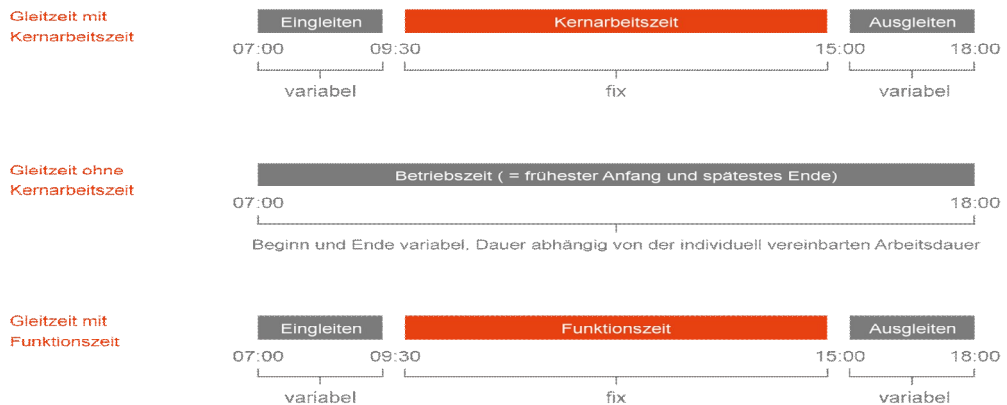 Gleitzeit mit
Kernarbeitszeit
Eingleiten Kernarbeitszeit Ausgleiten
07:00 09:30 15:00 18:00
variabel fix variabel
Gleitzeit ohne
Kernarbeitszeit
Betriebszeit ( = frühester Anfang und spätestes Ende)
07:00 18:00
Beginn und Ende variabel, Dauer abhängig von der individuell vereinbarten Arbeitsdauer
Gleitzeit mit
Funktionszeit
Eingleiten Funktionszeit Ausgleiten
07:00 09:30 15:00 18:00
variabel fix variabel